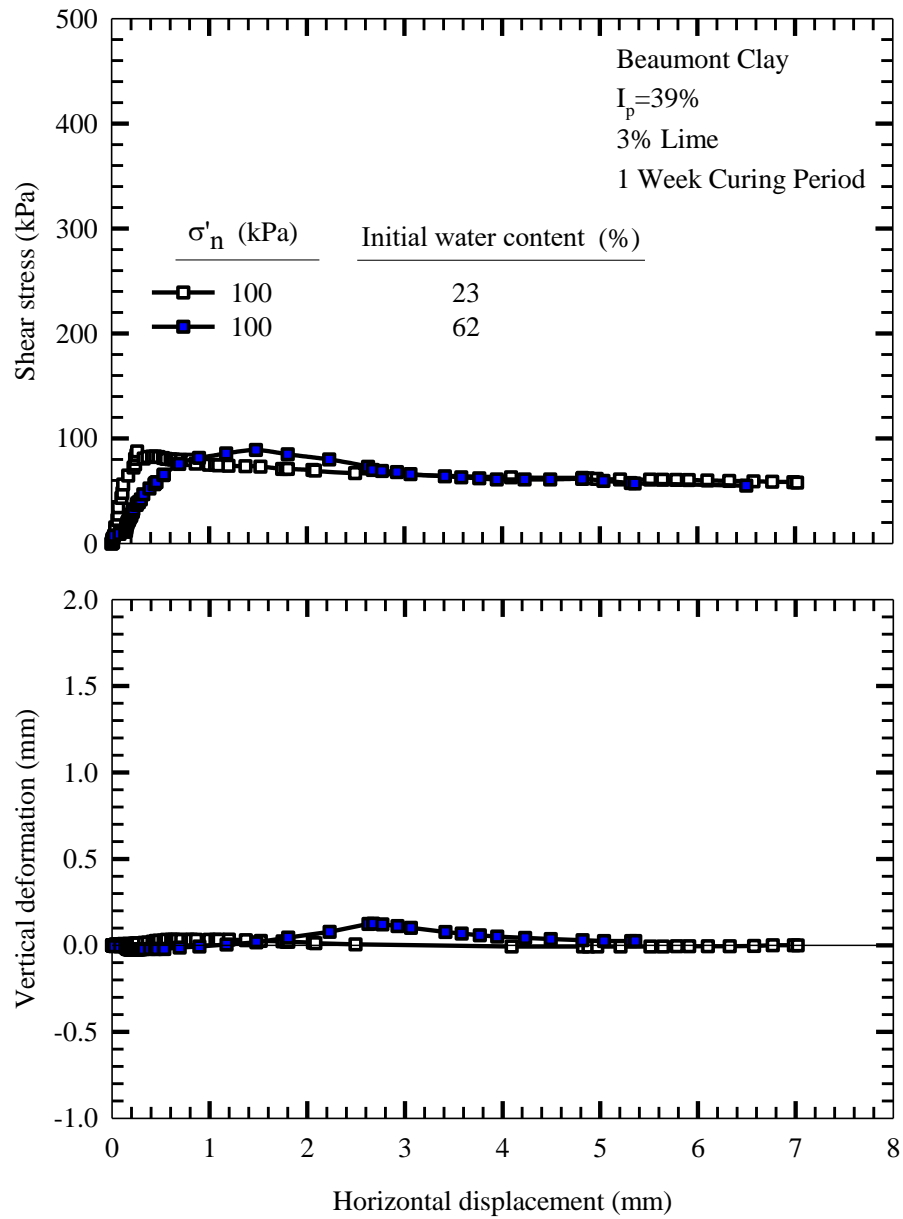 500
400
300
200
100
0
Shear stress (kPa)
Beaumont Clay
Ip=39%
3% Lime
1 Week Curing Period
σ'n (kPa) Initial water content (%)
100 23
100 62
2.0
1.5
1.0
0.5
0.0
-0.5
-1.0
Vertical deformation (mm)
0 1 2 3 4 5 6 7 8
Horizontal displacement (mm)